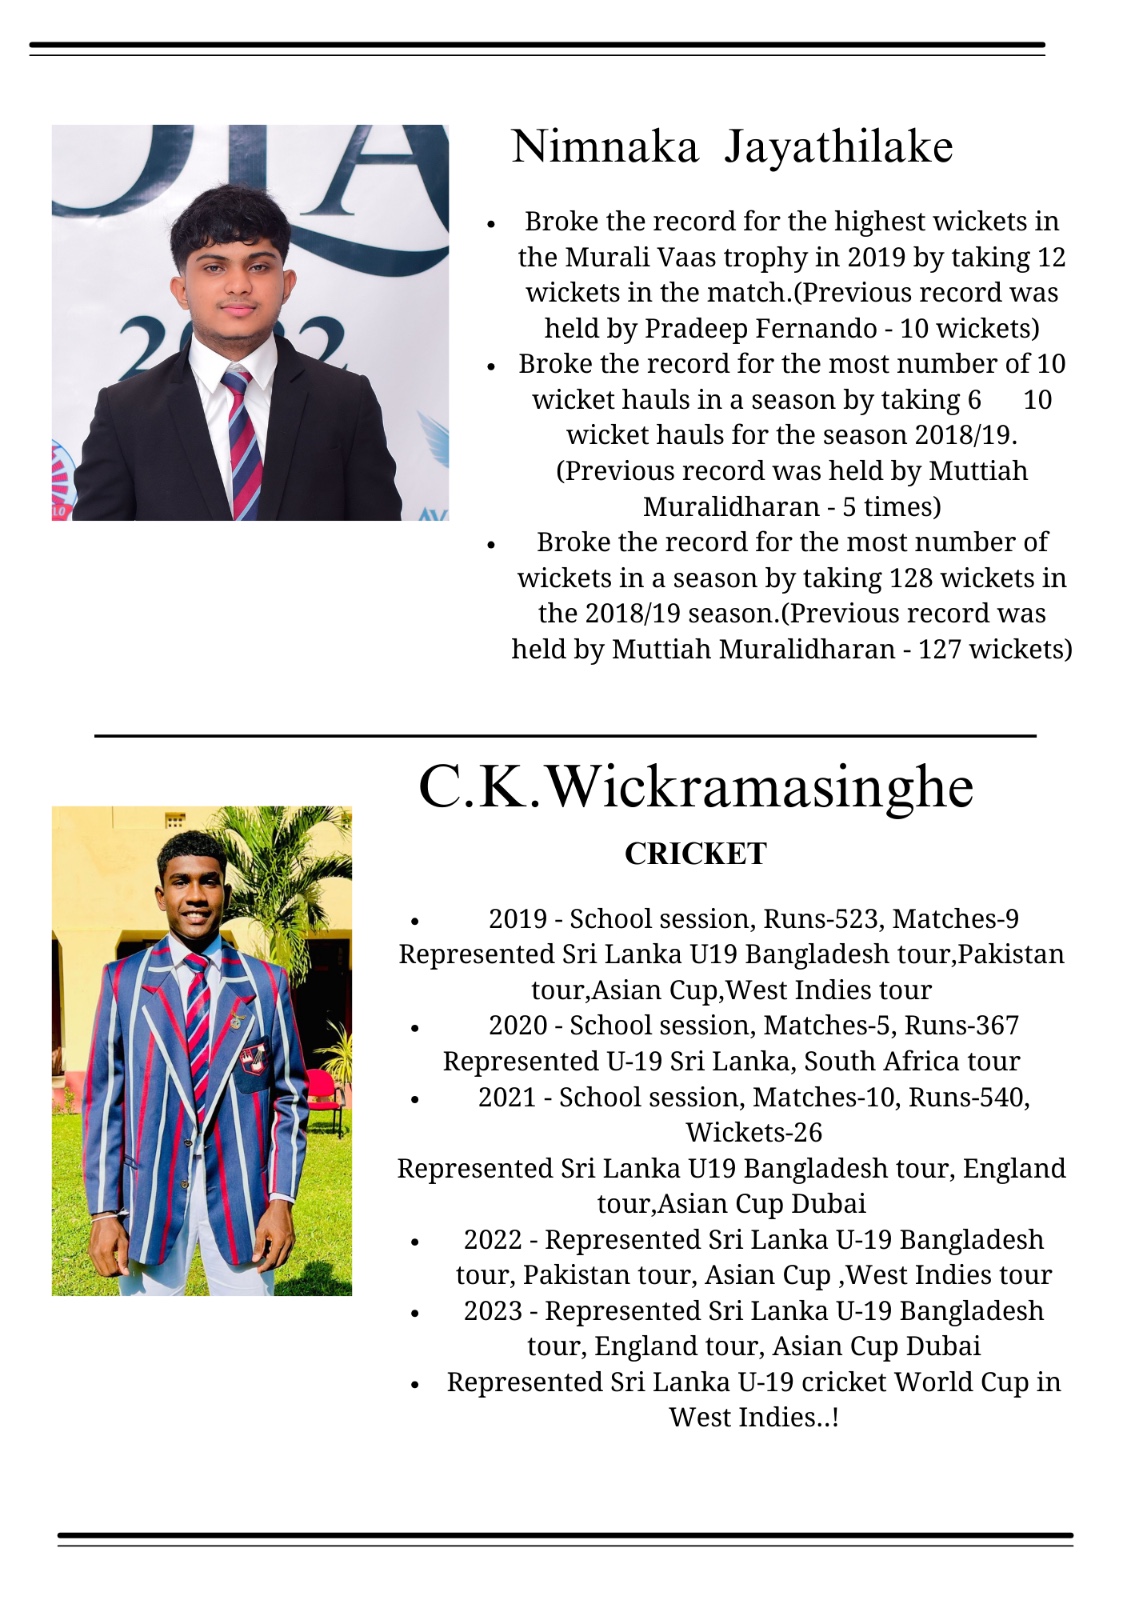 Nimnaka Jayathilake
• Broke the record for the highest wickets in
the Murali Vaas trophy in 2019 by taking 12
wickets in the match.(Previous record was
held by Pradeep Fernando - 10 wickets)
• Broke the record for the most number of 10
wicket hauls in a season by taking 6 10
wicket hauls for the season 2018/19.
(Previous record was held by Muttiah
Muralidharan - 5 times)
• Broke the record for the most number of
wickets in a season by taking 128 wickets in
the 2018/19 season.(Previous record was
held by Muttiah Muralidharan - 127 wickets)
C.K.Wickramasinghe
CRICKET
• 2019 - School session, Runs-523, Matches-9
Represented Sri Lanka U19 Bangladesh tour,Pakistan
tour,Asian Cup,West Indies tour
• 2020 - School session, Matches-5, Runs-367
Represented U-19 Sri Lanka, South Africa tour
• 2021 - School session, Matches-10, Runs-540,
Wickets-26
Represented Sri Lanka U19 Bangladesh tour, England
tour,Asian Cup Dubai
• 2022 - Represented Sri Lanka U-19 Bangladesh
tour, Pakistan tour, Asian Cup ,West Indies tour
• 2023 - Represented Sri Lanka U-19 Bangladesh
tour, England tour, Asian Cup Dubai
• Represented Sri Lanka U-19 cricket World Cup in
West Indies..!